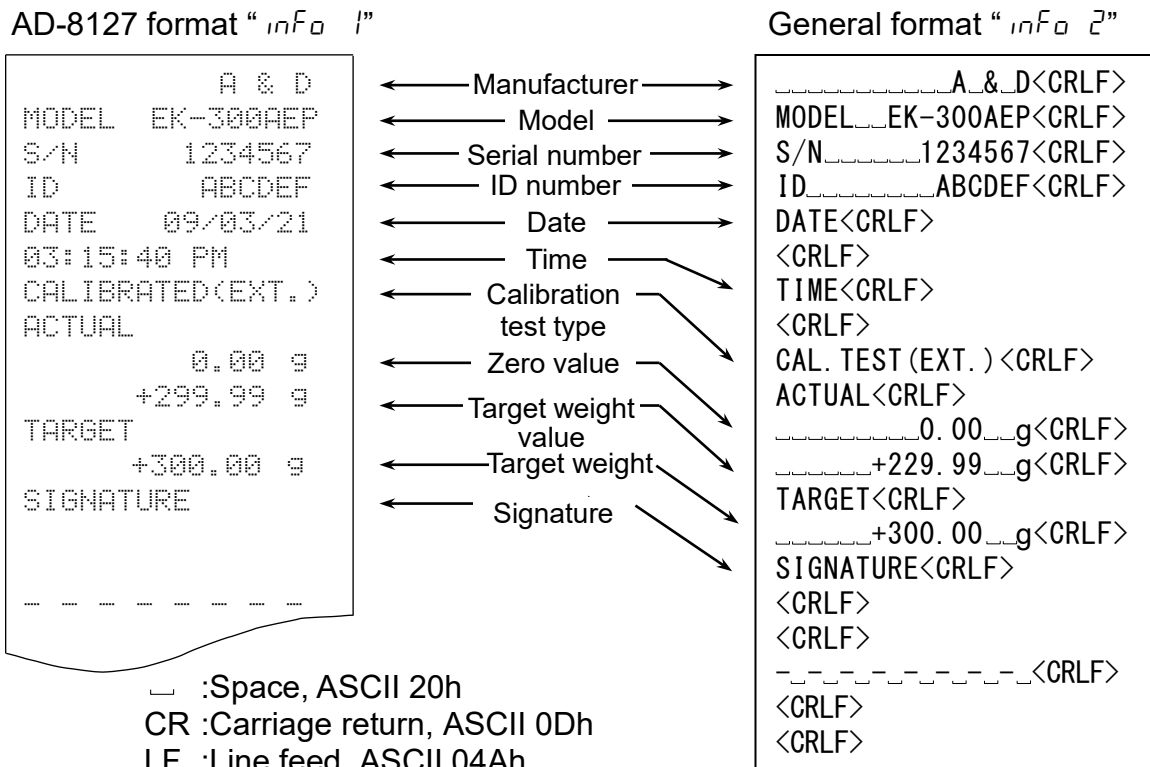 AD-8127 format “ inFo 1”
A & D
MODEL EK-300AEP
S/N 1234567
ID ABCDEF
DATE 09/03/21
03:15:40 PM
CALIBRATED(EXT.)
ACTUAL
0.00 g
+299.99 g
TARGET
+300.00 g
SIGNATURE
_ _ _ _ _ _ _ _
Manufacturer
Model
Serial number
ID number
Date
Time
Calibration
test type
Zero value
Target weight
value
Target weight
Signature
General format “ inFo 2”
␣␣␣␣␣␣␣␣␣␣␣A␣&␣D<CRLF>
MODEL␣␣EK-300AEP<CRLF>
S/N␣␣␣␣␣␣1234567<CRLF>
ID␣␣␣␣␣␣␣␣ABCDEF<CRLF>
DATE<CRLF>
<CRLF>
TIME<CRLF>
<CRLF>
CAL.TEST(EXT.)<CRLF>
ACTUAL<CRLF>
␣␣␣␣␣␣␣␣␣0.00␣␣g<CRLF>
␣␣␣␣␣␣+229.99␣␣g<CRLF>
TARGET<CRLF>
␣␣␣␣␣␣+300.00␣␣g<CRLF>
SIGNATURE<CRLF>
<CRLF>
<CRLF>
-␣-␣-␣-␣-␣-␣-␣-␣<CRLF>
<CRLF>
<CRLF>
␣ :Space, ASCII 20h
CR :Carriage return, ASCII 0Dh
LF :Line feed, ASCII 04Ah